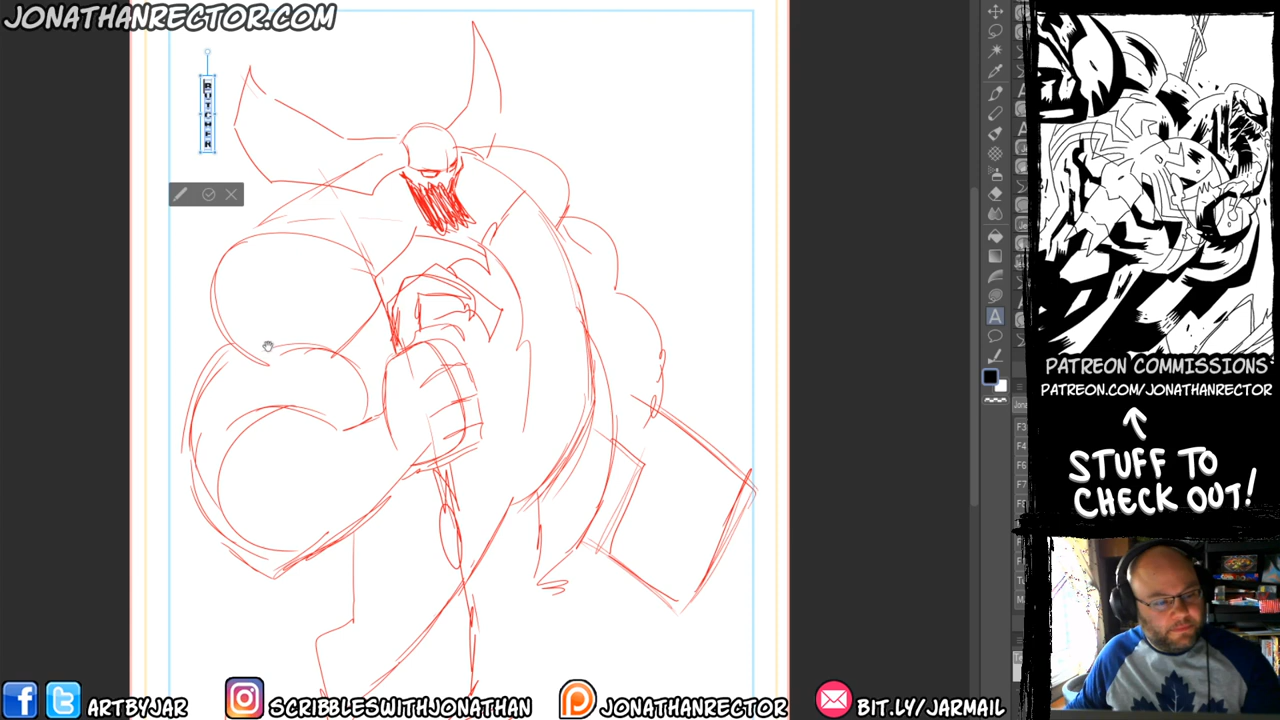 JONATHANRECTOR.COM
BUTCHER
PATREON COMMISSIONS
PATREON.COM/JONATHANRECTOR
STUFF TO
CHECK OUT!
ARTBYJAR
SCRIBBLESWITHJONATHAN
JONATHANRECTOR
BIT.LY/JARMAIL